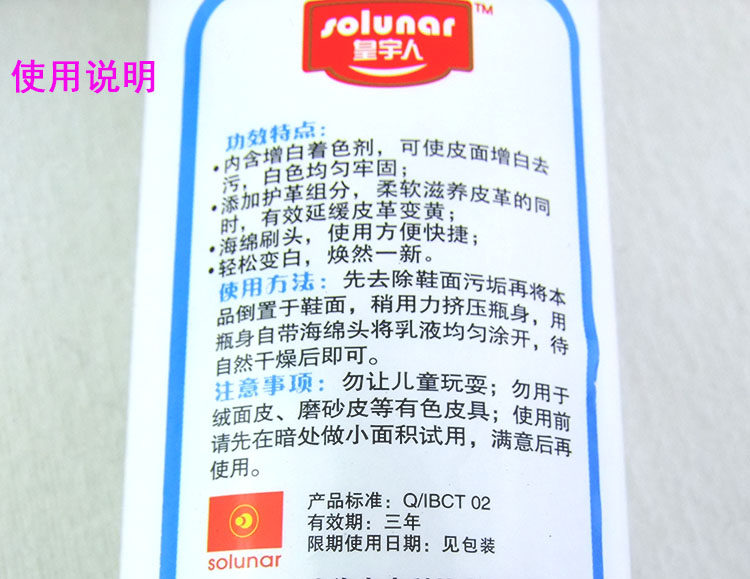 solunar™
皇宇人
使用说明
功效特点：
•内含增白着色剂，可使皮面增白去
污，白色均匀牢固；
•添加护革组分，柔软滋养皮革的同
时，有效延缓皮革变黄；
•海绵刷头，使用方便快捷；
•轻松变白，焕然一新。
使用方法：先去除鞋面污垢再将本
品倒置于鞋面，稍用力挤压瓶身，用
瓶身自带海绵头将乳液均匀涂开，待
自然干燥后即可。
注意事项：勿让儿童玩耍；勿用于
绒面皮、磨砂皮等有色皮具；使用前
请先在暗处做小面积试用，满意后再
使用。
产品标准：Q/IBCT 02
有效期：三年
限期使用日期：见包装
solunar